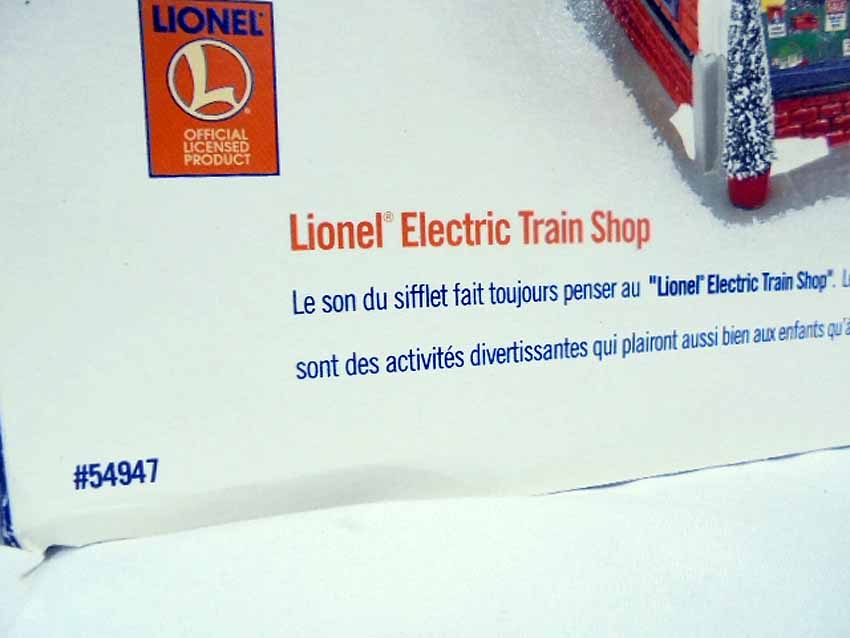 LIONEL®
L
OFFICIAL
LICENSED
PRODUCT
Lionel® Electric Train Shop
Le son du sifflet fait toujours penser au "Lionel® Electric Train Shop".
sont des activités divertissantes qui plairont aussi bien aux enfants qu'à
#54947